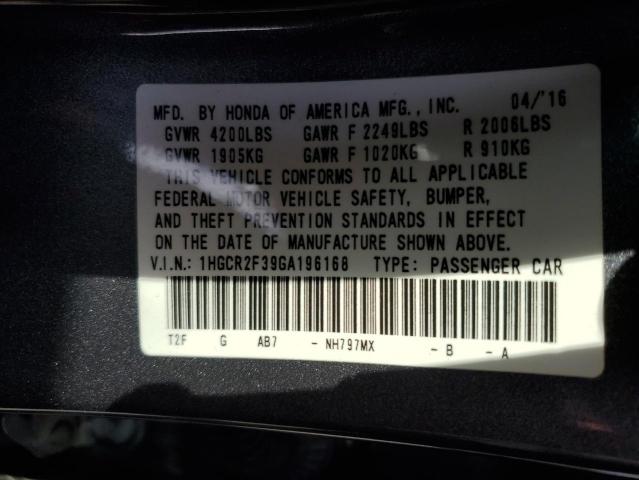 MFD. BY HONDA OF AMERICA MFG., INC. 04/'16
GVWR 4200LBS GAWR F 2249LBS R 2006LBS
GVWR 1905KG GAWR F 1020KG R 910KG
THIS VEHICLE CONFORMS TO ALL APPLICABLE
FEDERAL MOTOR VEHICLE SAFETY, BUMPER,
AND THEFT PREVENTION STANDARDS IN EFFECT
ON THE DATE OF MANUFACTURE SHOWN ABOVE.
V.I.N.: 1HGCR2F39GA196168 TYPE: PASSENGER CAR
T2F G AB7 - NH797MX - B - A